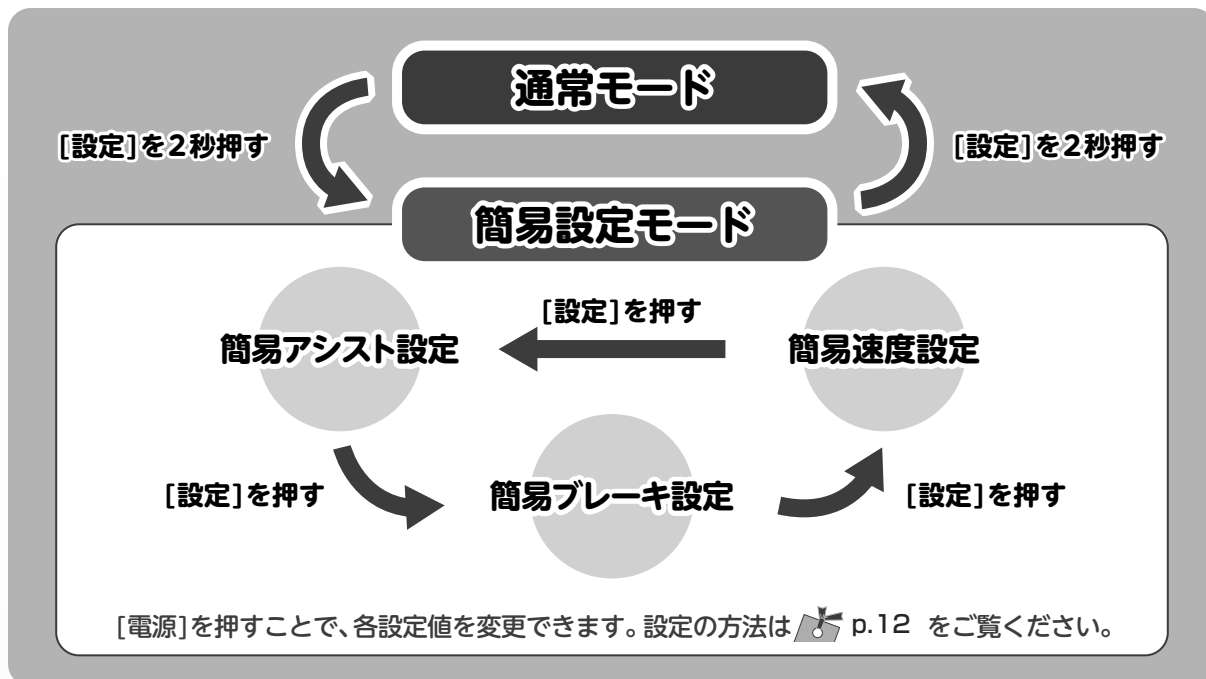 通常モード
[設定]を2秒押す
[設定]を2秒押す
簡易設定モード
[設定]を押す
簡易アシスト設定
簡易速度設定
[設定]を押す
簡易ブレーキ設定
[設定]を押す
[電源]を押すことで、各設定値を変更できます。設定の方法は p.12 をご覧ください。